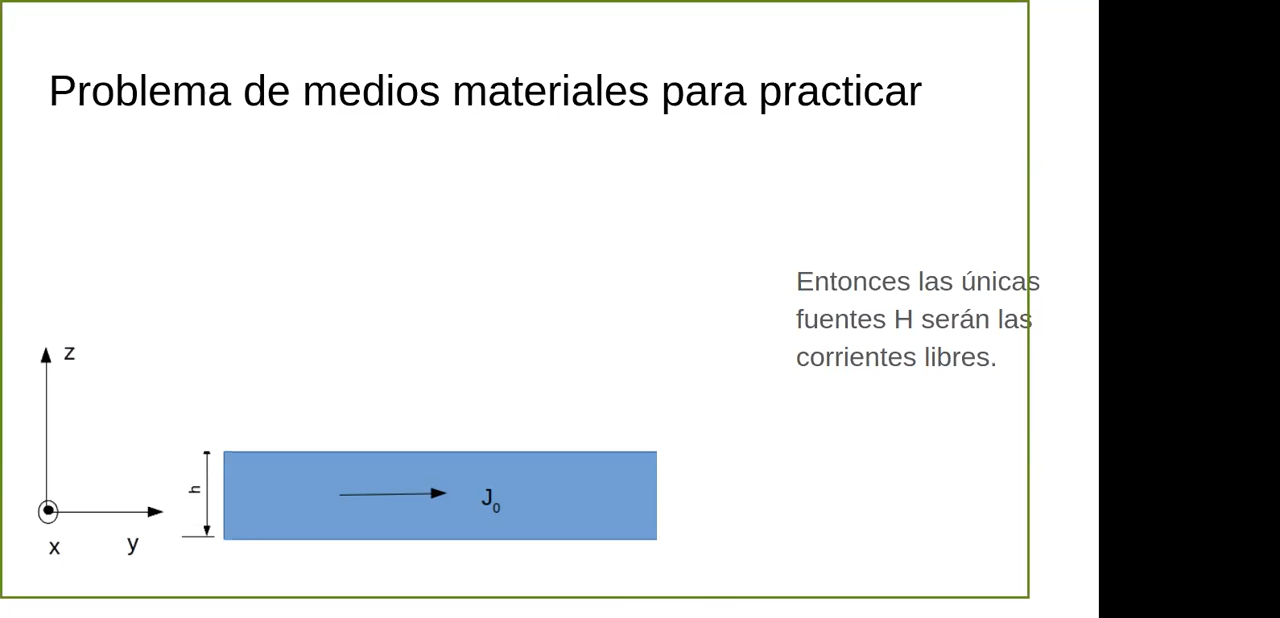 Problema de medios materiales para practicar
Entonces las únicas
fuentes H serán las
corrientes libres.
z
h
J0
x
y